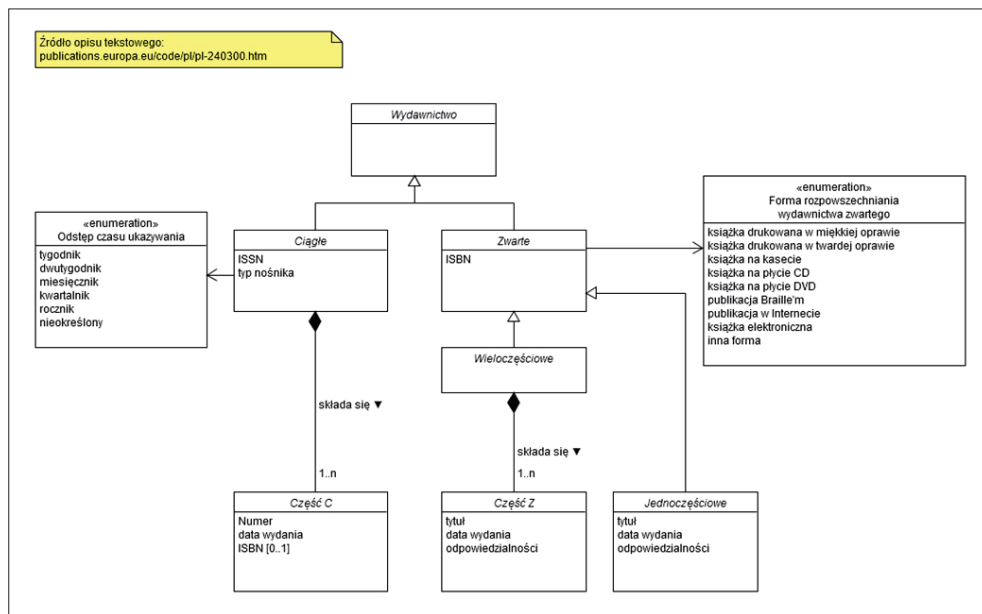 Źródło opisu tekstowego:
publications.europa.eu/code/pl/pl-240300.htm
Wydawnictwo
«enumeration»
Odstęp czasu ukazywania
tygodnik
dwutygodnik
miesięcznik
kwartalnik
rocznik
nieokreślony
Ciągłe
ISSN
typ nośnika
Zwarte
ISBN
«enumeration»
Forma rozpowszechniania
wydawnictwa zwartego
książka drukowana w miękkiej oprawie
książka drukowana w twardej oprawie
książka na kasecie
książka na płycie CD
książka na płycie DVD
publikacja Braille'm
publikacja w Internecie
książka elektroniczna
inna forma
Wieloczęściowe
składa się ▼
1..n
składa się ▼
1..n
Część C
Numer
data wydania
ISBN [0..1]
Część Z
tytuł
data wydania
odpowiedzialności
Jednoczęściowe
tytuł
data wydania
odpowiedzialności